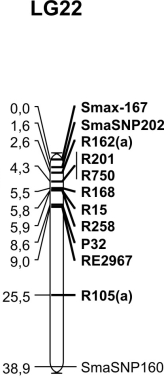 LG22
0,0 Smax-167
1,6 SmaSNP202
2,6 R162(a)
R201
4,3 R750
5,5 R168
5,8 R15
5,9 R258
8,6 P32
9,0 RE2967
25,5 R105(a)
38,9 SmaSNP160